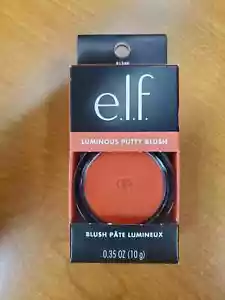 e.l.f.
LUMINOUS PUTTY BLUSH
e.l.f.
BLUSH PÂTE LUMINEUX
0.35 OZ (10 g)